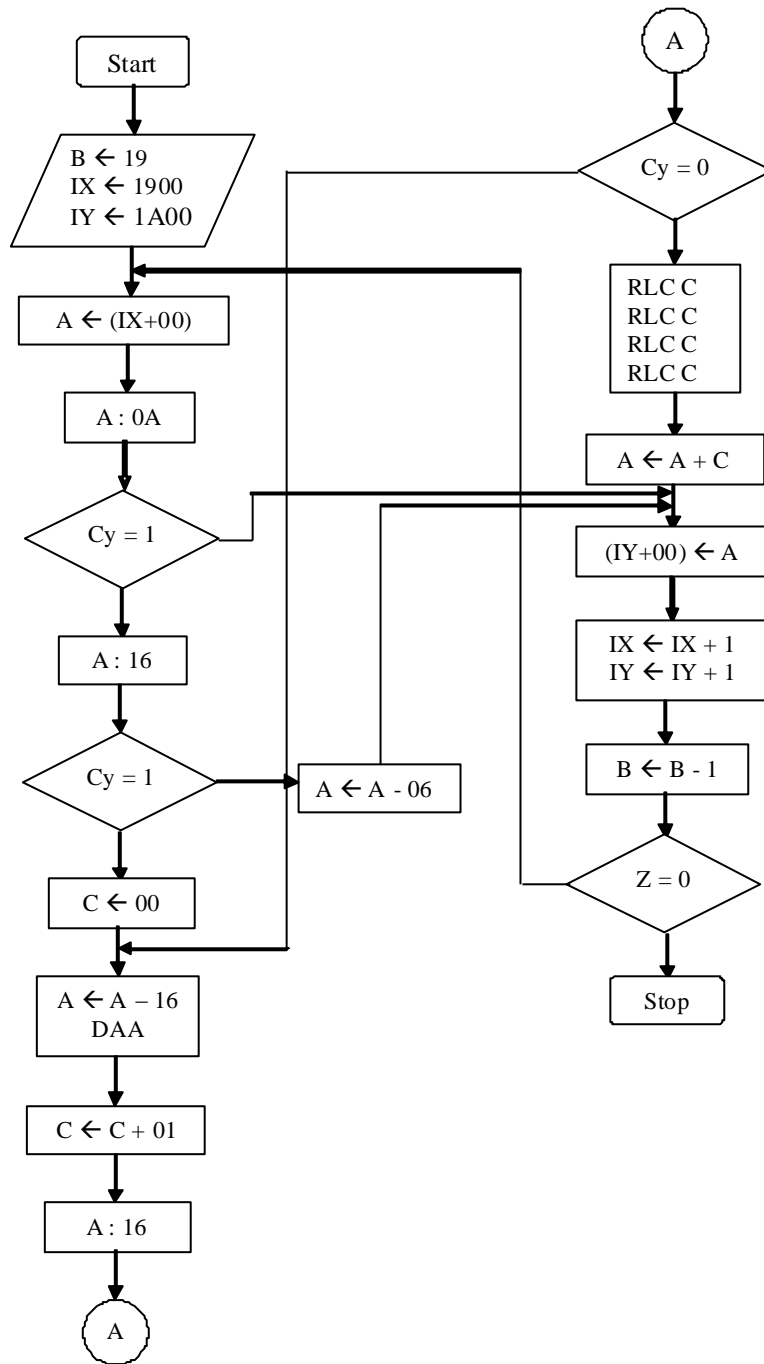 Start
B ← 19
IX ← 1900
IY ← 1A00
A ← (IX+00)
A : 0A
Cy = 1
A : 16
Cy = 1
A ← A - 06
C ← 00
A ← A – 16
DAA
C ← C + 01
A : 16
A
A
Cy = 0
RLC C
RLC C
RLC C
RLC C
A ← A + C
(IY+00) ← A
IX ← IX + 1
IY ← IY + 1
B ← B - 1
Z = 0
Stop